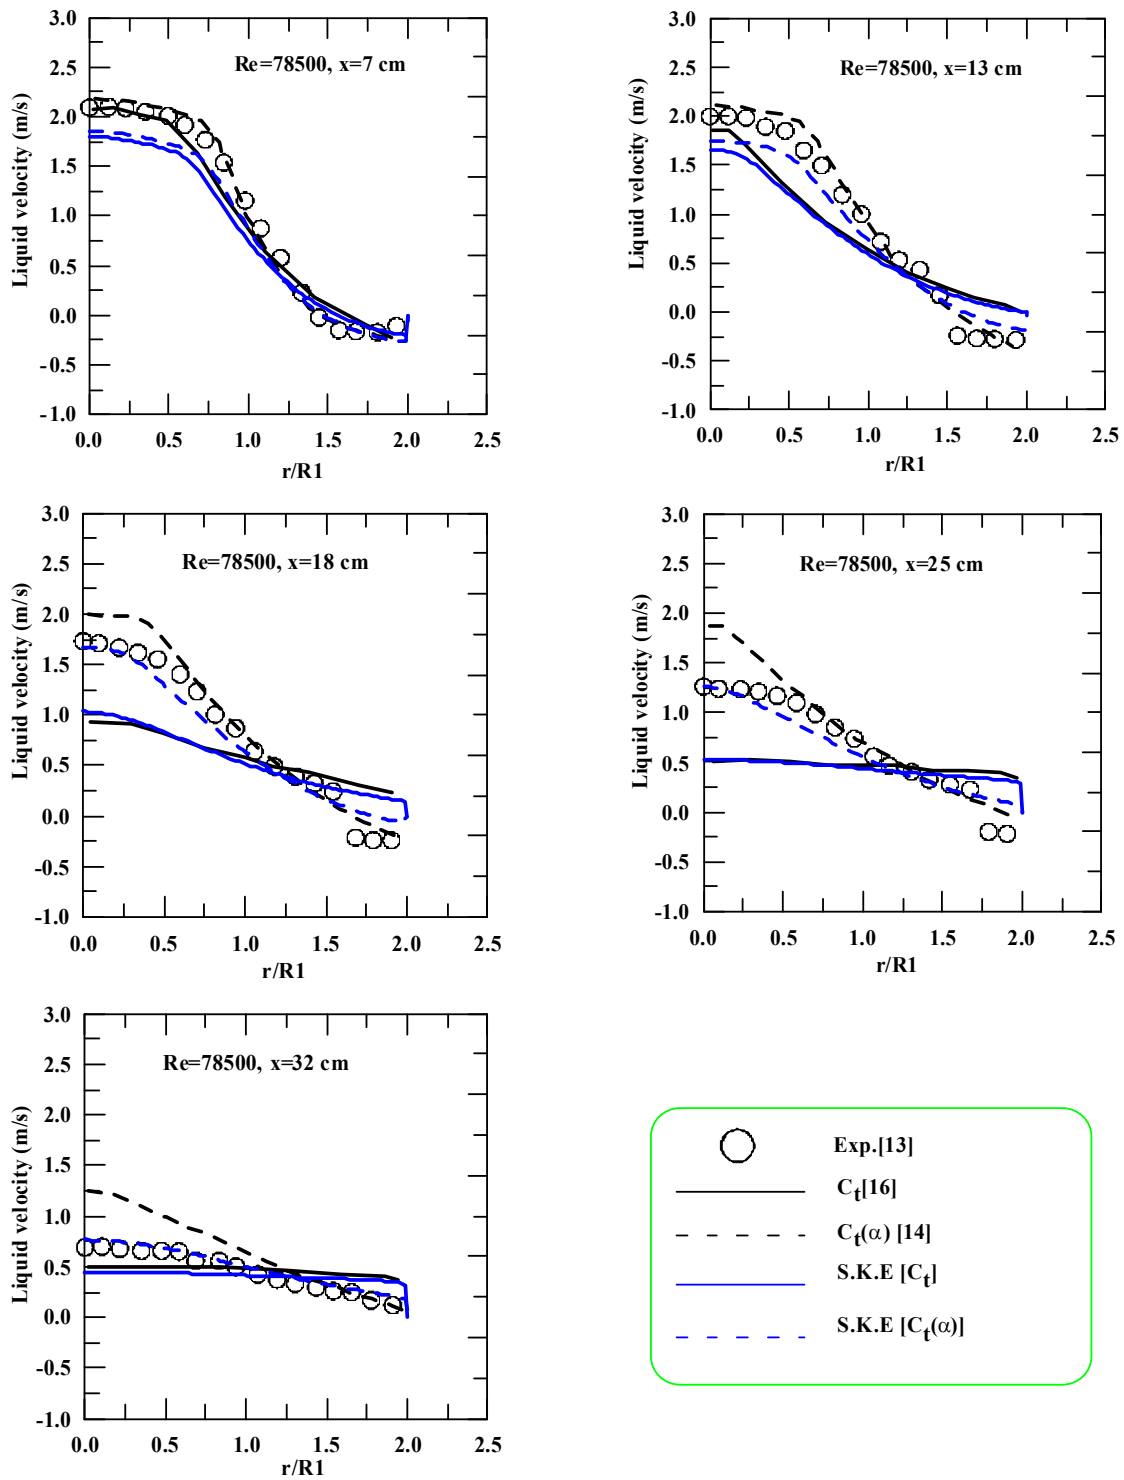 3.0
2.5
2.0
1.5
1.0
0.5
0.0
-0.5
-1.0
Liquid velocity (m/s)
Re=78500, x=7 cm
0.0 0.5 1.0 1.5 2.0 2.5
r/R1
3.0
2.5
2.0
1.5
1.0
0.5
0.0
-0.5
-1.0
Liquid velocity (m/s)
Re=78500, x=13 cm
0.0 0.5 1.0 1.5 2.0 2.5
r/R1
3.0
2.5
2.0
1.5
1.0
0.5
0.0
-0.5
-1.0
Liquid velocity (m/s)
Re=78500, x=18 cm
0.0 0.5 1.0 1.5 2.0 2.5
r/R1
3.0
2.5
2.0
1.5
1.0
0.5
0.0
-0.5
-1.0
Liquid velocity (m/s)
Re=78500, x=25 cm
0.0 0.5 1.0 1.5 2.0 2.5
r/R1
3.0
2.5
2.0
1.5
1.0
0.5
0.0
-0.5
-1.0
Liquid velocity (m/s)
Re=78500, x=32 cm
0.0 0.5 1.0 1.5 2.0 2.5
r/R1
Exp.[13]
Ct[16]
Ct(α) [14]
S.K.E [Ct]
S.K.E [Ct(α)]